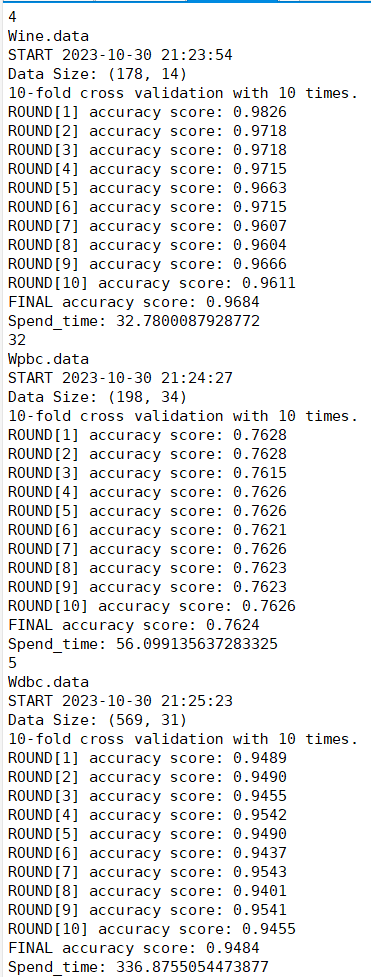 4
Wine.data
START 2023-10-30 21:23:54
Data Size: (178, 14)
10-fold cross validation with 10 times.
ROUND[1] accuracy score: 0.9826
ROUND[2] accuracy score: 0.9718
ROUND[3] accuracy score: 0.9718
ROUND[4] accuracy score: 0.9715
ROUND[5] accuracy score: 0.9663
ROUND[6] accuracy score: 0.9715
ROUND[7] accuracy score: 0.9607
ROUND[8] accuracy score: 0.9604
ROUND[9] accuracy score: 0.9666
ROUND[10] accuracy score: 0.9611
FINAL accuracy score: 0.9684
Spend_time: 32.7800087928772
32
Wpbc.data
START 2023-10-30 21:24:27
Data Size: (198, 34)
10-fold cross validation with 10 times.
ROUND[1] accuracy score: 0.7628
ROUND[2] accuracy score: 0.7628
ROUND[3] accuracy score: 0.7615
ROUND[4] accuracy score: 0.7626
ROUND[5] accuracy score: 0.7626
ROUND[6] accuracy score: 0.7621
ROUND[7] accuracy score: 0.7626
ROUND[8] accuracy score: 0.7623
ROUND[9] accuracy score: 0.7623
ROUND[10] accuracy score: 0.7626
FINAL accuracy score: 0.7624
Spend_time: 56.099135637283325
5
Wdbc.data
START 2023-10-30 21:25:23
Data Size: (569, 31)
10-fold cross validation with 10 times.
ROUND[1] accuracy score: 0.9489
ROUND[2] accuracy score: 0.9490
ROUND[3] accuracy score: 0.9455
ROUND[4] accuracy score: 0.9542
ROUND[5] accuracy score: 0.9490
ROUND[6] accuracy score: 0.9437
ROUND[7] accuracy score: 0.9543
ROUND[8] accuracy score: 0.9401
ROUND[9] accuracy score: 0.9541
ROUND[10] accuracy score: 0.9455
FINAL accuracy score: 0.9484
Spend_time: 336.8755054473877